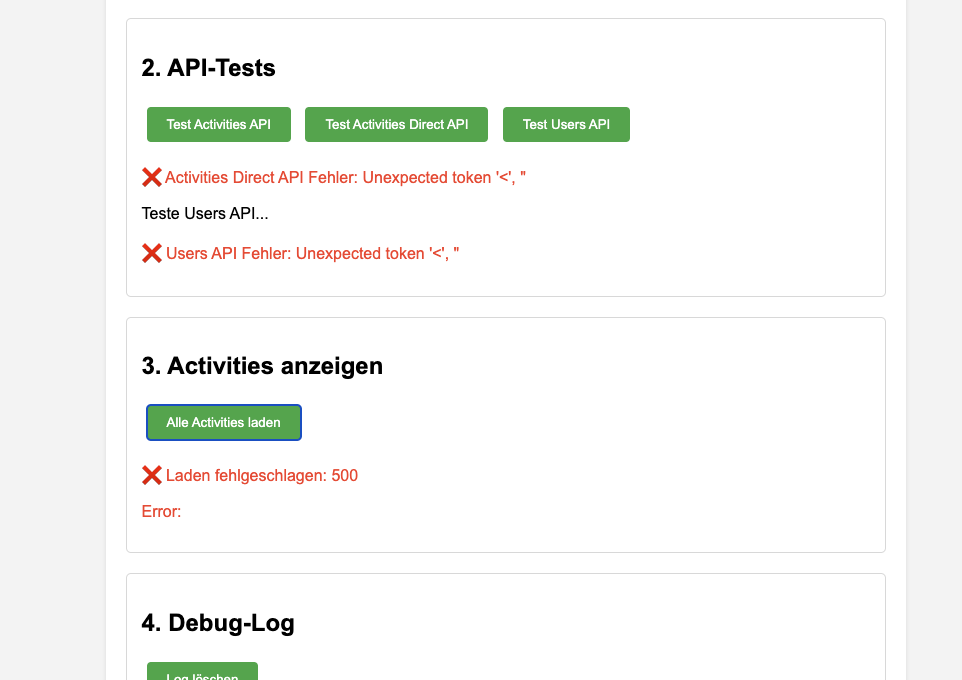 2. API-Tests
Test Activities API Test Activities Direct API Test Users API
❌ Activities Direct API Fehler: Unexpected token '<', "
Teste Users API...
❌ Users API Fehler: Unexpected token '<', "
3. Activities anzeigen
Alle Activities laden
❌ Laden fehlgeschlagen: 500
Error:
4. Debug-Log
Log löschen